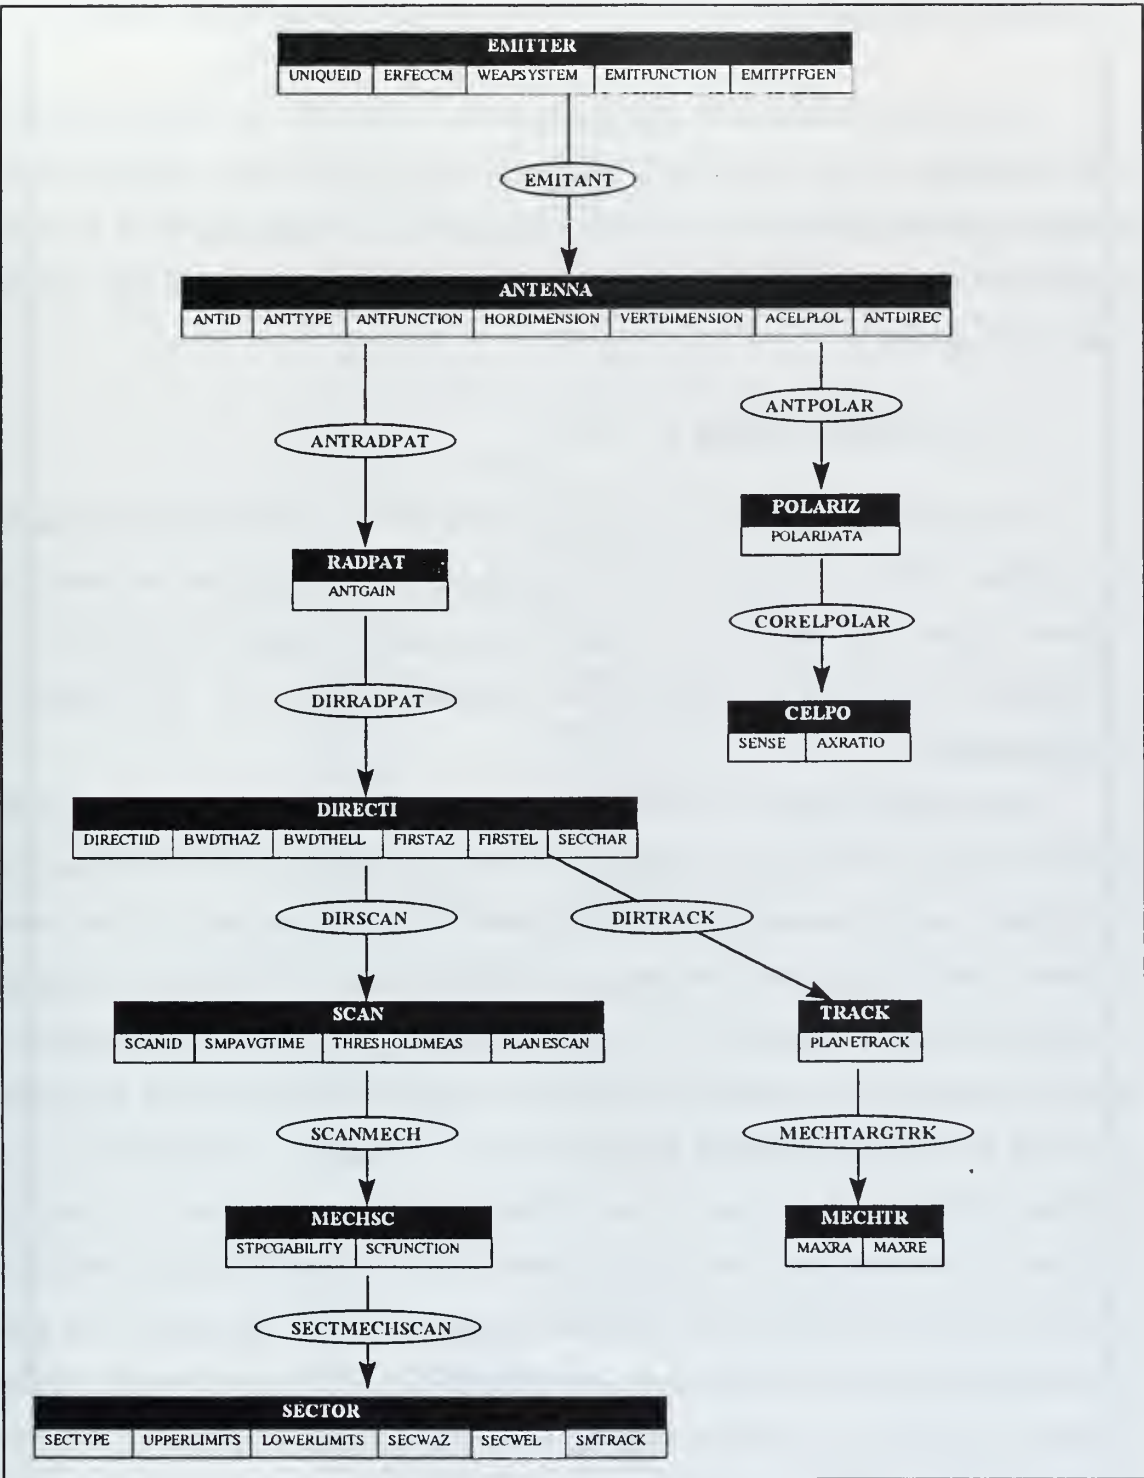 EMITTER
UNIQUEID ERFECCM WEAPSYSTEM EMITFUNCTION EMITPTFGEN
EMITANT
ANTENNA
ANTID ANTTYPE ANTFUNCTION HORDIMENSION VERTDIMENSION ACELPLOL ANTDIREC
ANTPOLAR
ANTRADPAT
POLARIZ
POLARDATA
RADPAT
ANTGAIN
CORELPOLAR
DIRRADPAT
CELPO
SENSE AXRATIO
DIRECTI
DIRECTIID BWDTHAZ BWDTHELL FIRSTAZ FIRSTEL SECCHAR
DIRSCAN DIRTRACK
SCAN TRACK
SCANID SMPAVGTIME THRESHOLDMEAS PLANESCAN PLANETRACK
SCANMECH MECHTARGTRK
MECHSC MECHTR
STPCGABILITY SCFUNCTION MAXRA MAXRE
SECTMECHSCAN
SECTOR
SECTYPE UPPERLIMITS LOWERLIMITS SECWAZ SECWEL SMTRACK